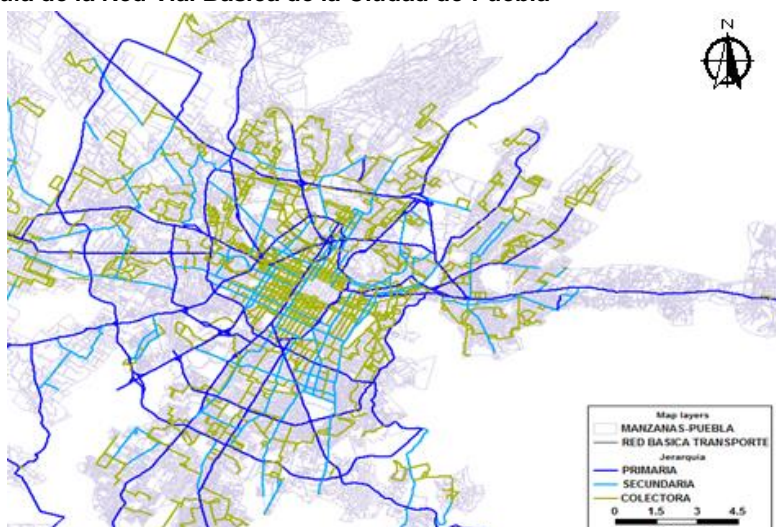 de la Red Vial Básica de la Ciudad de Puebla
N
Map layers
MANZANAS-PUEBLA
RED BASICA TRANSPORTE
Jerarquia
PRIMARIA
SECUNDARIA
COLECTORA
0 1.5 3 4.5